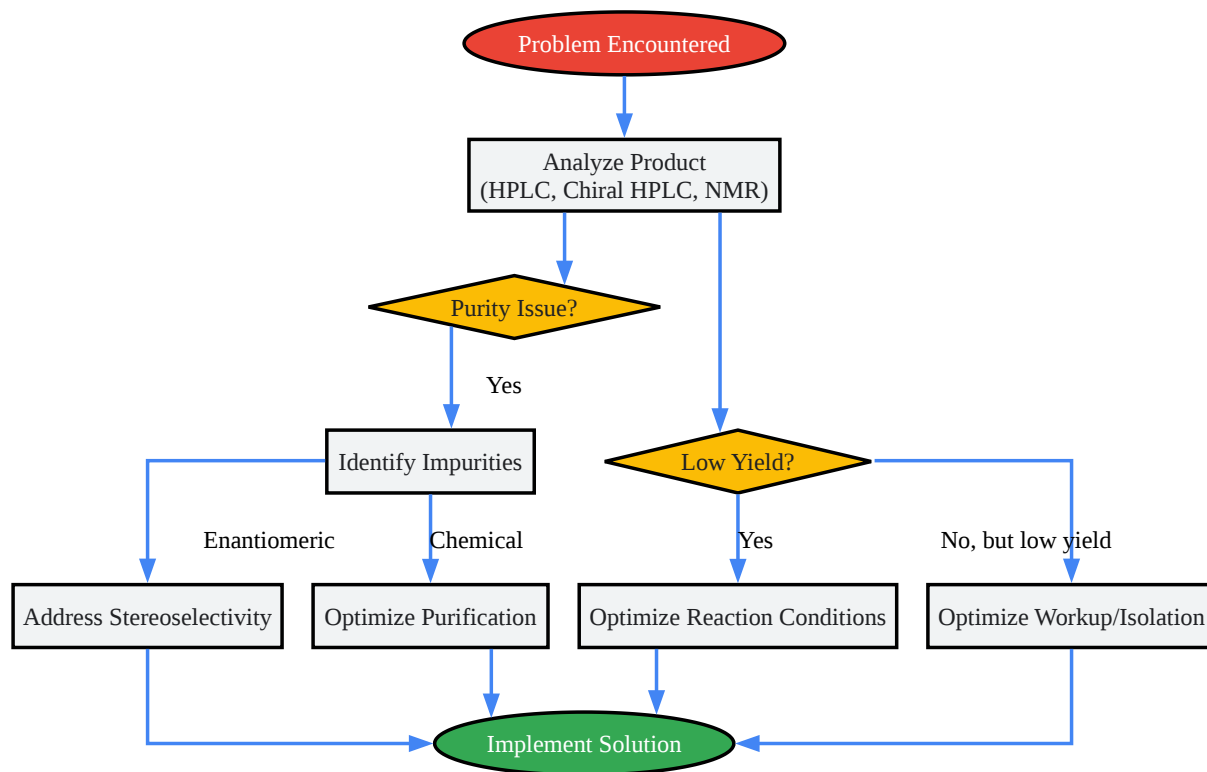 Problem Encountered
Analyze Product
(HPLC, Chiral HPLC, NMR)
Purity Issue?
Yes
Identify Impurities
Low Yield?
Enantiomeric
Chemical
Yes
No, but low yield
Address Stereoselectivity
Optimize Purification
Optimize Reaction Conditions
Optimize Workup/Isolation
Implement Solution